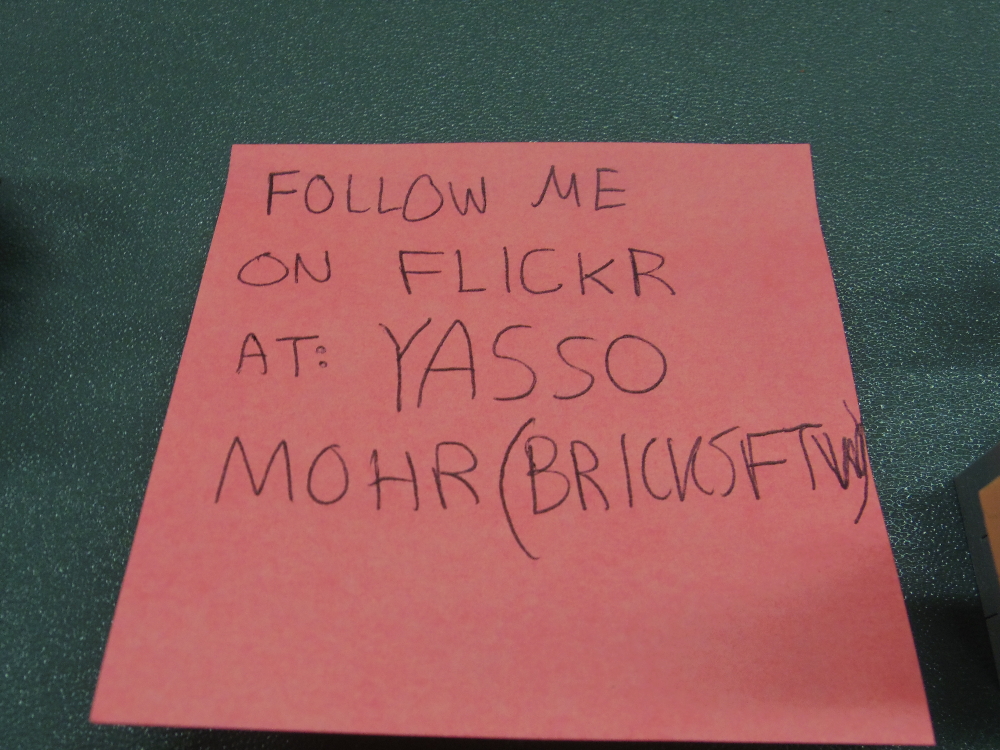 FOLLOW ME
ON FLICKR
AT: YASSO
MOHR (BRICKSFTW)